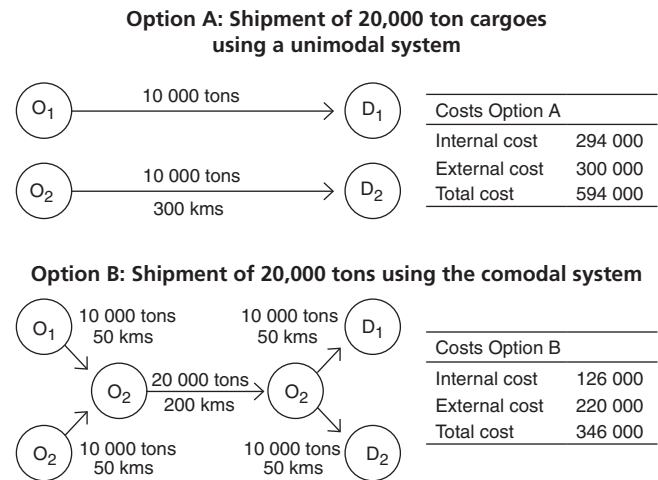 Option A: Shipment of 20,000 ton cargoes
using a unimodal system
O1
10 000 tons
D1
O2
10 000 tons
300 kms
D2
Costs Option A
Internal cost 294 000
External cost 300 000
Total cost 594 000
Option B: Shipment of 20,000 tons using the comodal system
O1
10 000 tons
50 kms
10 000 tons
50 kms
D1
O2
20 000 tons
200 kms
O2
O2
10 000 tons
50 kms
10 000 tons
50 kms
D2
Costs Option B
Internal cost 126 000
External cost 220 000
Total cost 346 000